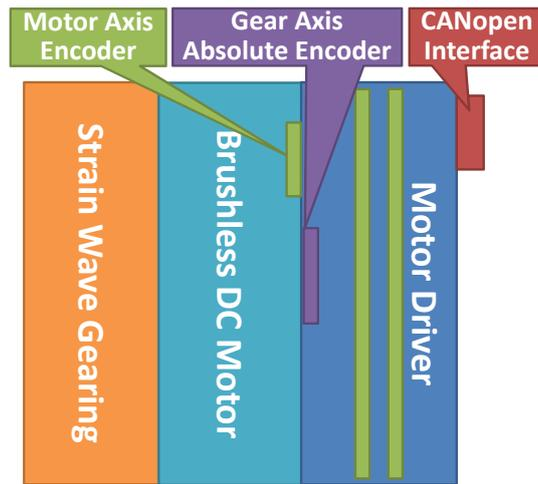 Motor Axis
Encoder
Gear Axis
Absolute Encoder
CANopen
Interface
Strain Wave Gearing
Brushless DC Motor
Motor Driver